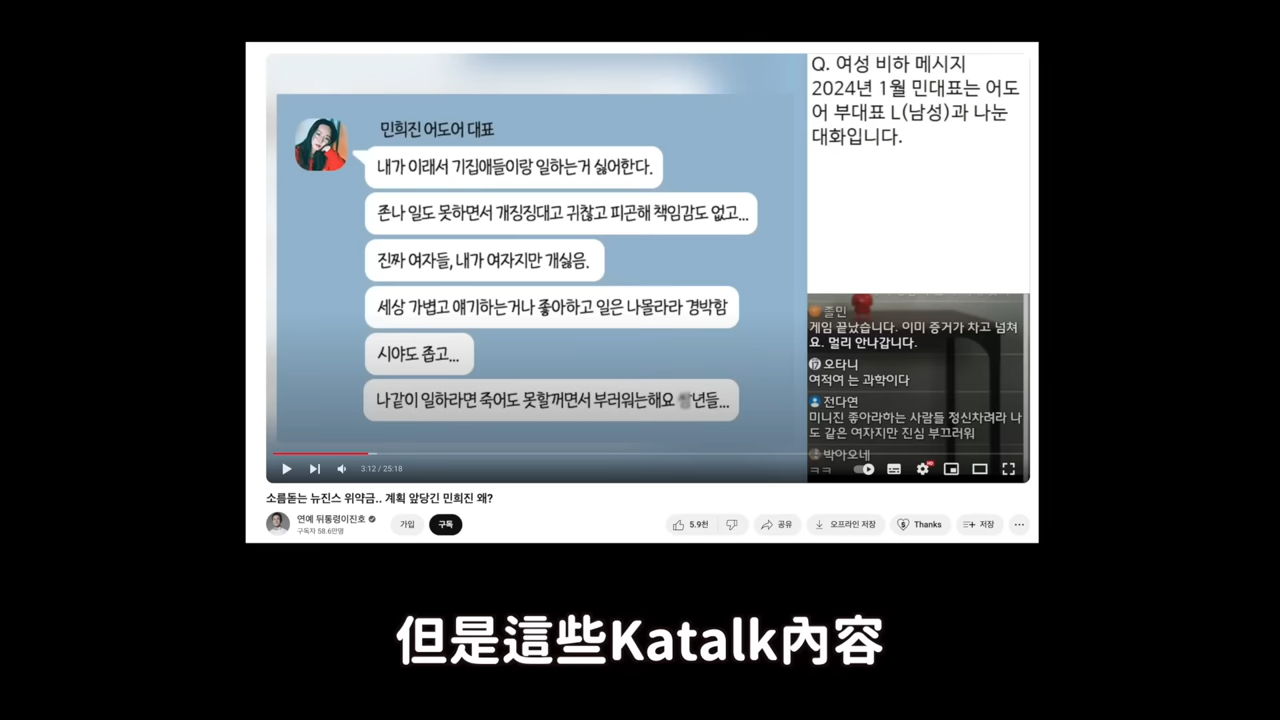 민희진 어도어 대표
내가 이래서 기집애들이랑 일하는거 싫어한다.
존나 일도 못하면서 개징징대고 귀찮고 피곤해 책임감도 없고...
진짜 여자들, 내가 여자지만 개싫음.
세상 가볍고 얘기하는거나 좋아하고 일은 나몰라라 경박함
시야도 좁고...
나같이 일하라면 죽어도 못할꺼면서 부러워는해요 년들...
Q. 여성 비하 메시지
2024년 1월 민대표는 어도
어 부대표 L(남성)과 나눈
대화입니다.
졸민
게임 끝났습니다. 이미 증거가 차고 넘쳐
요. 멀리 안나갑니다.
오타니
여적여 는 과학이다
전다연
미니진 좋아라하는 사람들 정신차려라 나
도 같은 여자지만 진심 부끄러워
박아오네
ㅋㅋ
3:12 / 25:18
소름돋는 뉴진스 위약금.. 계획 앞당긴 민희진 왜?
연예 뒤통령이진호
구독자 58.6만명
가입
구독
5.9천
공유
오프라인 저장
Thanks
저장
但是這些Katalk內容